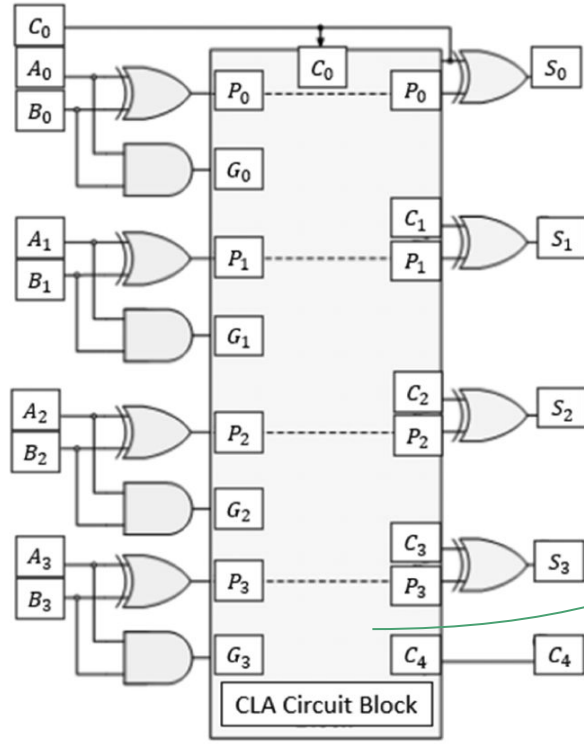 C₀
A₀
B₀
C₀
P₀
P₀
S₀
G₀
A₁
B₁
C₁
P₁
P₁
S₁
G₁
A₂
B₂
C₂
P₂
P₂
S₂
G₂
A₃
B₃
C₃
P₃
P₃
S₃
G₃
C₄
C₄
CLA Circuit Block